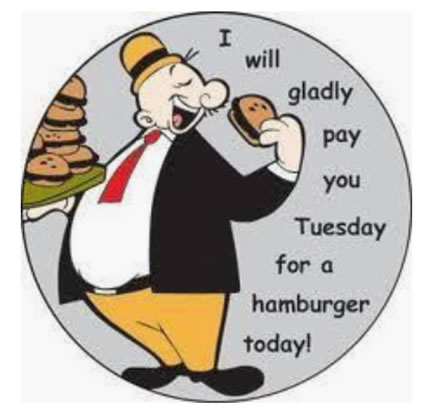 I
will
gladly
pay
you
Tuesday
for a
hamburger
today!